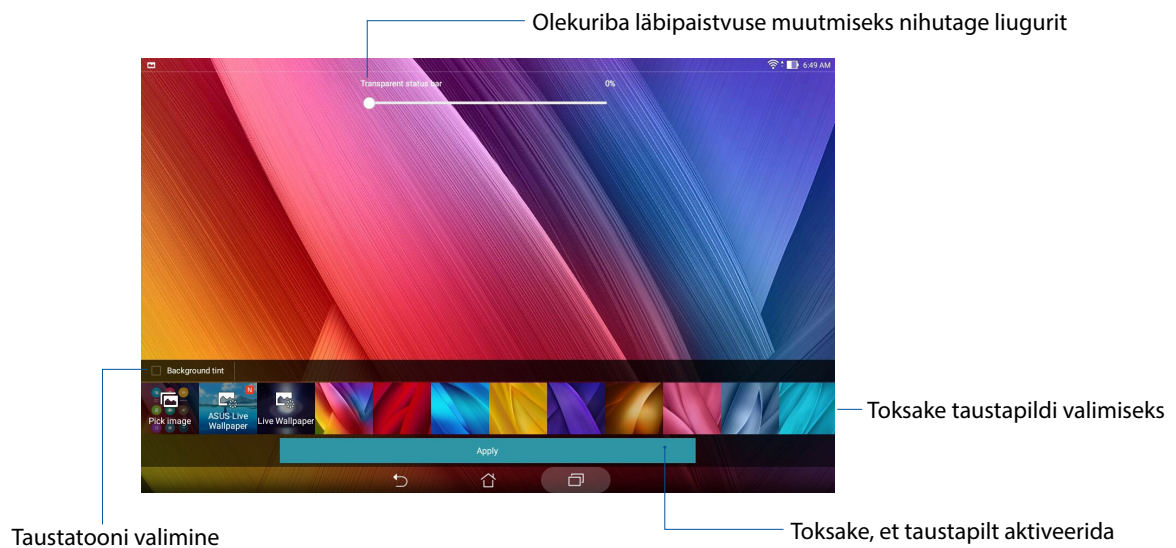 Olekuriba läbipaistvuse muutmiseks nihutage liugurit
6:49 AM
Transparent status bar 0%
Background tint
N
Pick image
ASUS Live
Wallpaper
Live Wallpaper
Toksake taustapildi valimiseks
Apply
Taustatooni valimine
Toksake, et taustapilt aktiveerida